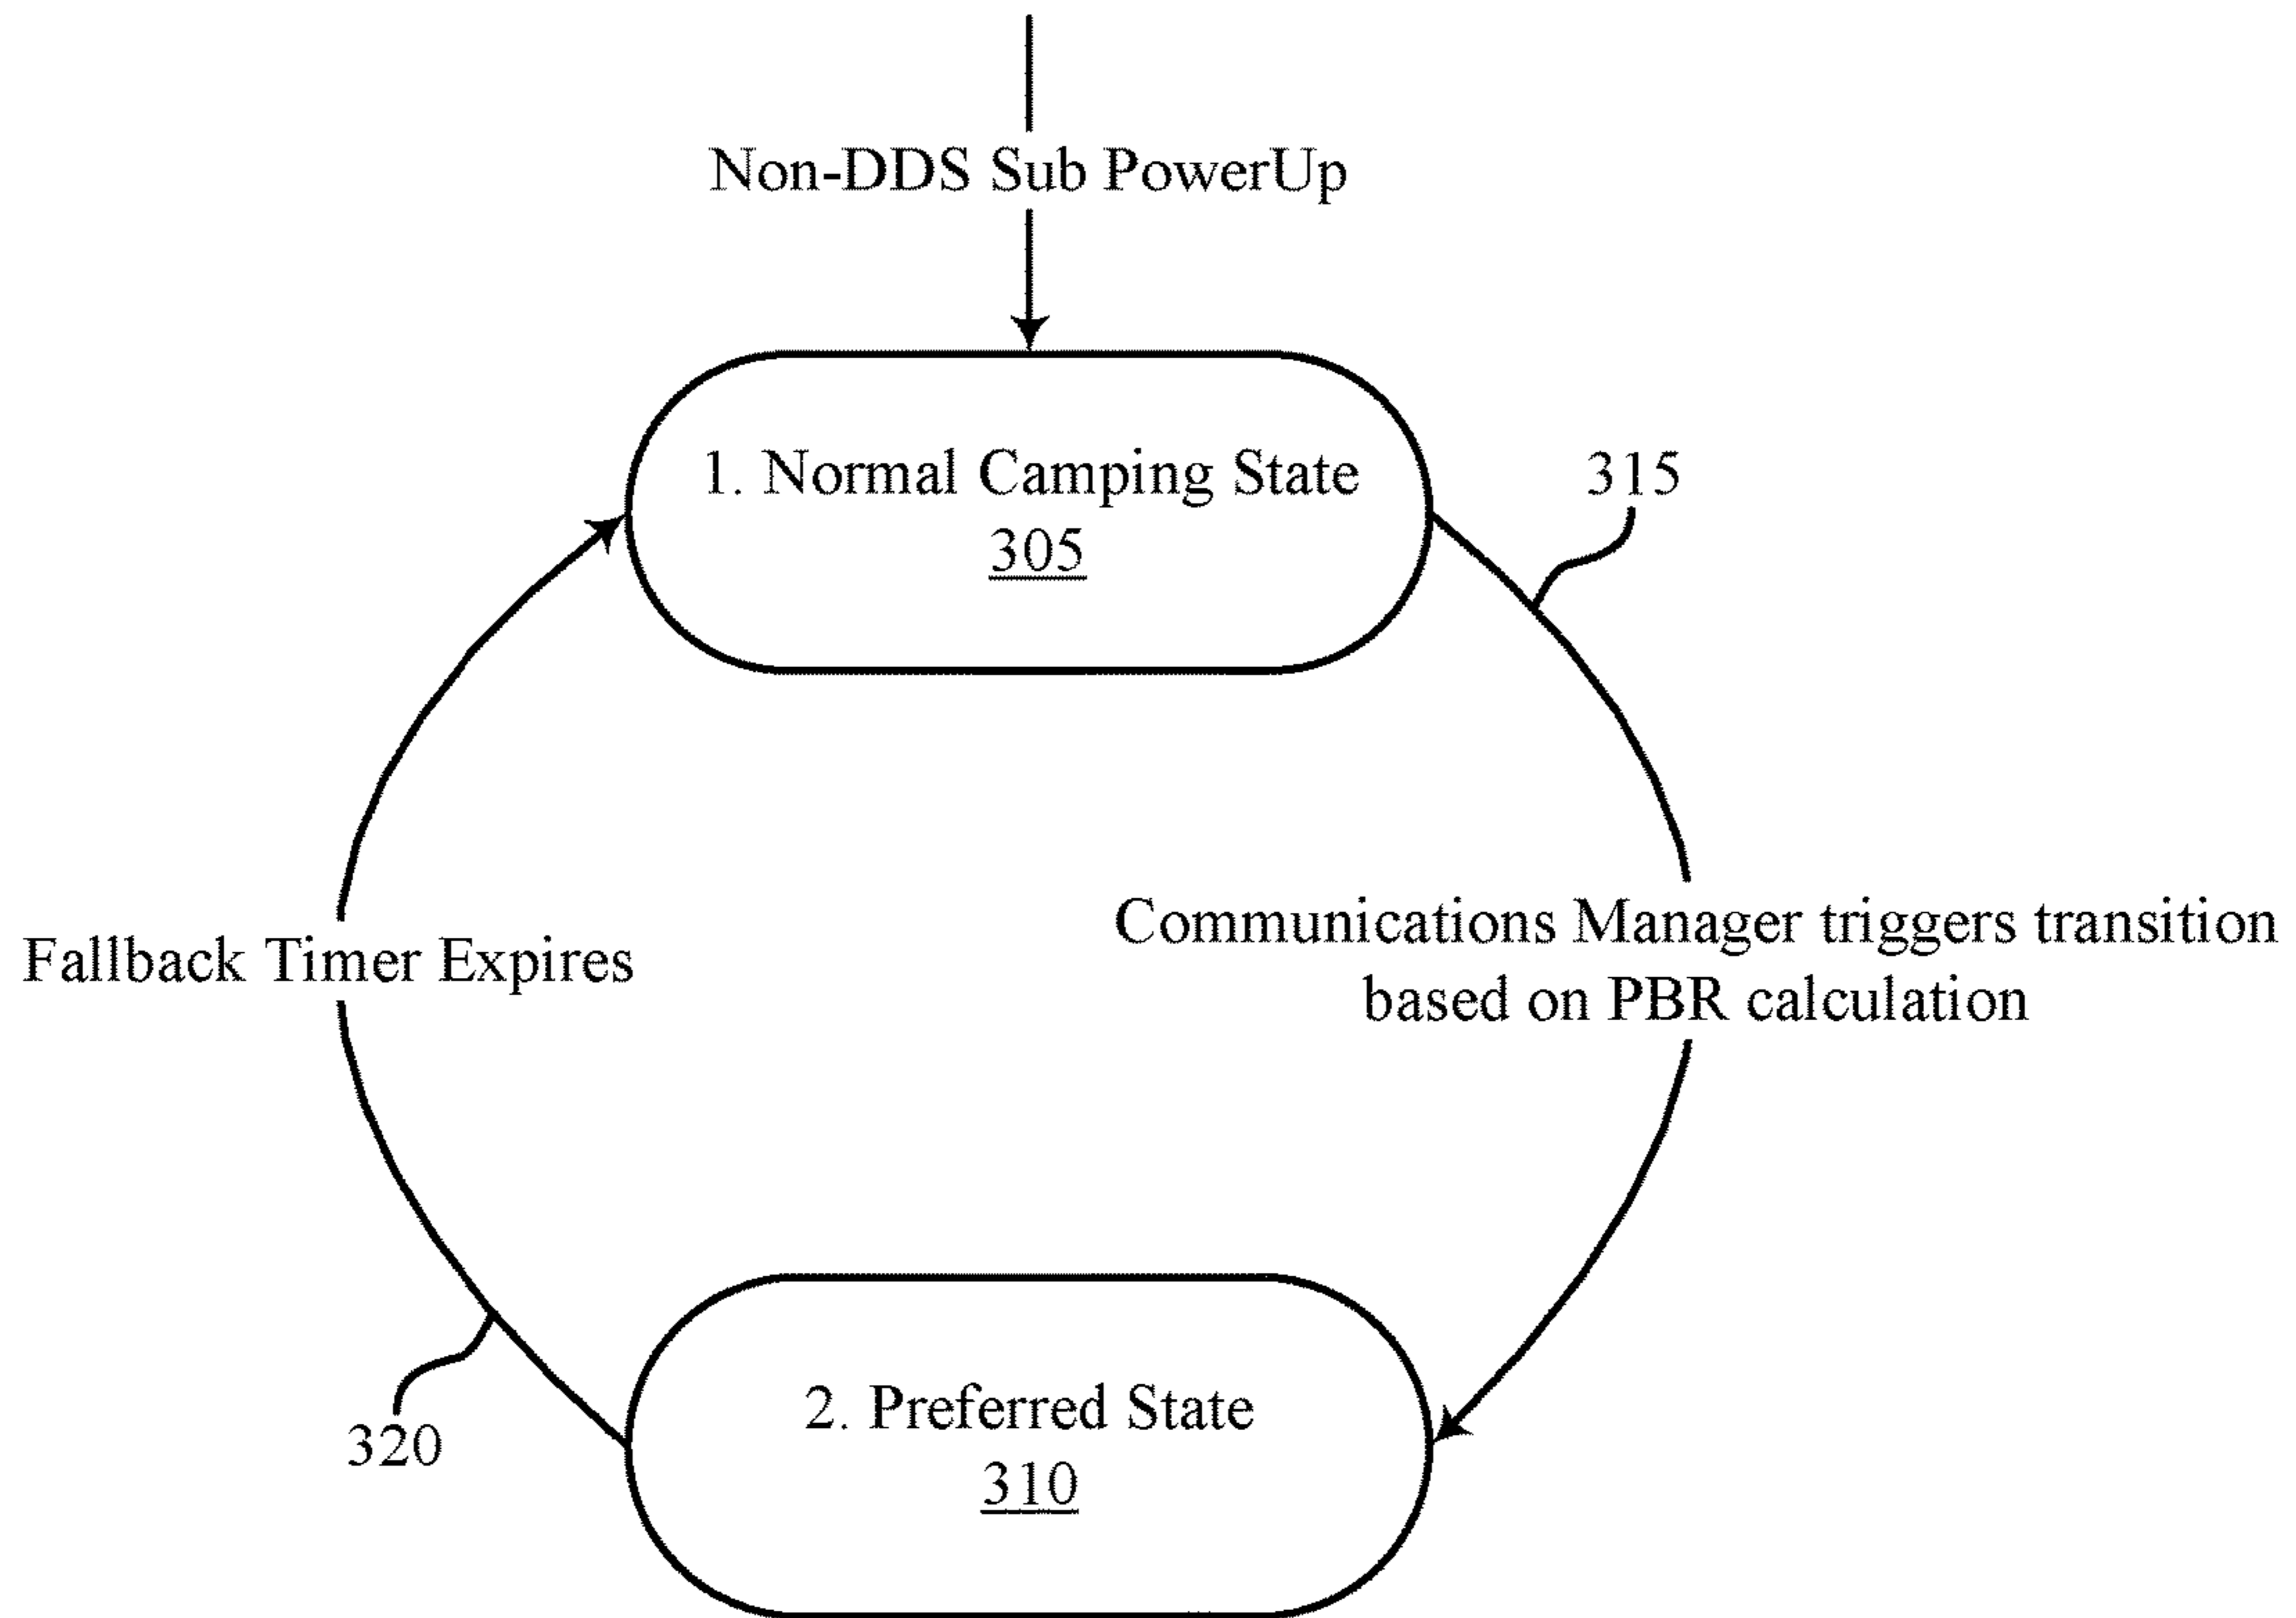 Non-DDS Sub PowerUp
1. Normal Camping State
305
315
Communications Manager triggers transition
based on PBR calculation
Fallback Timer Expires
320
2. Preferred State
310